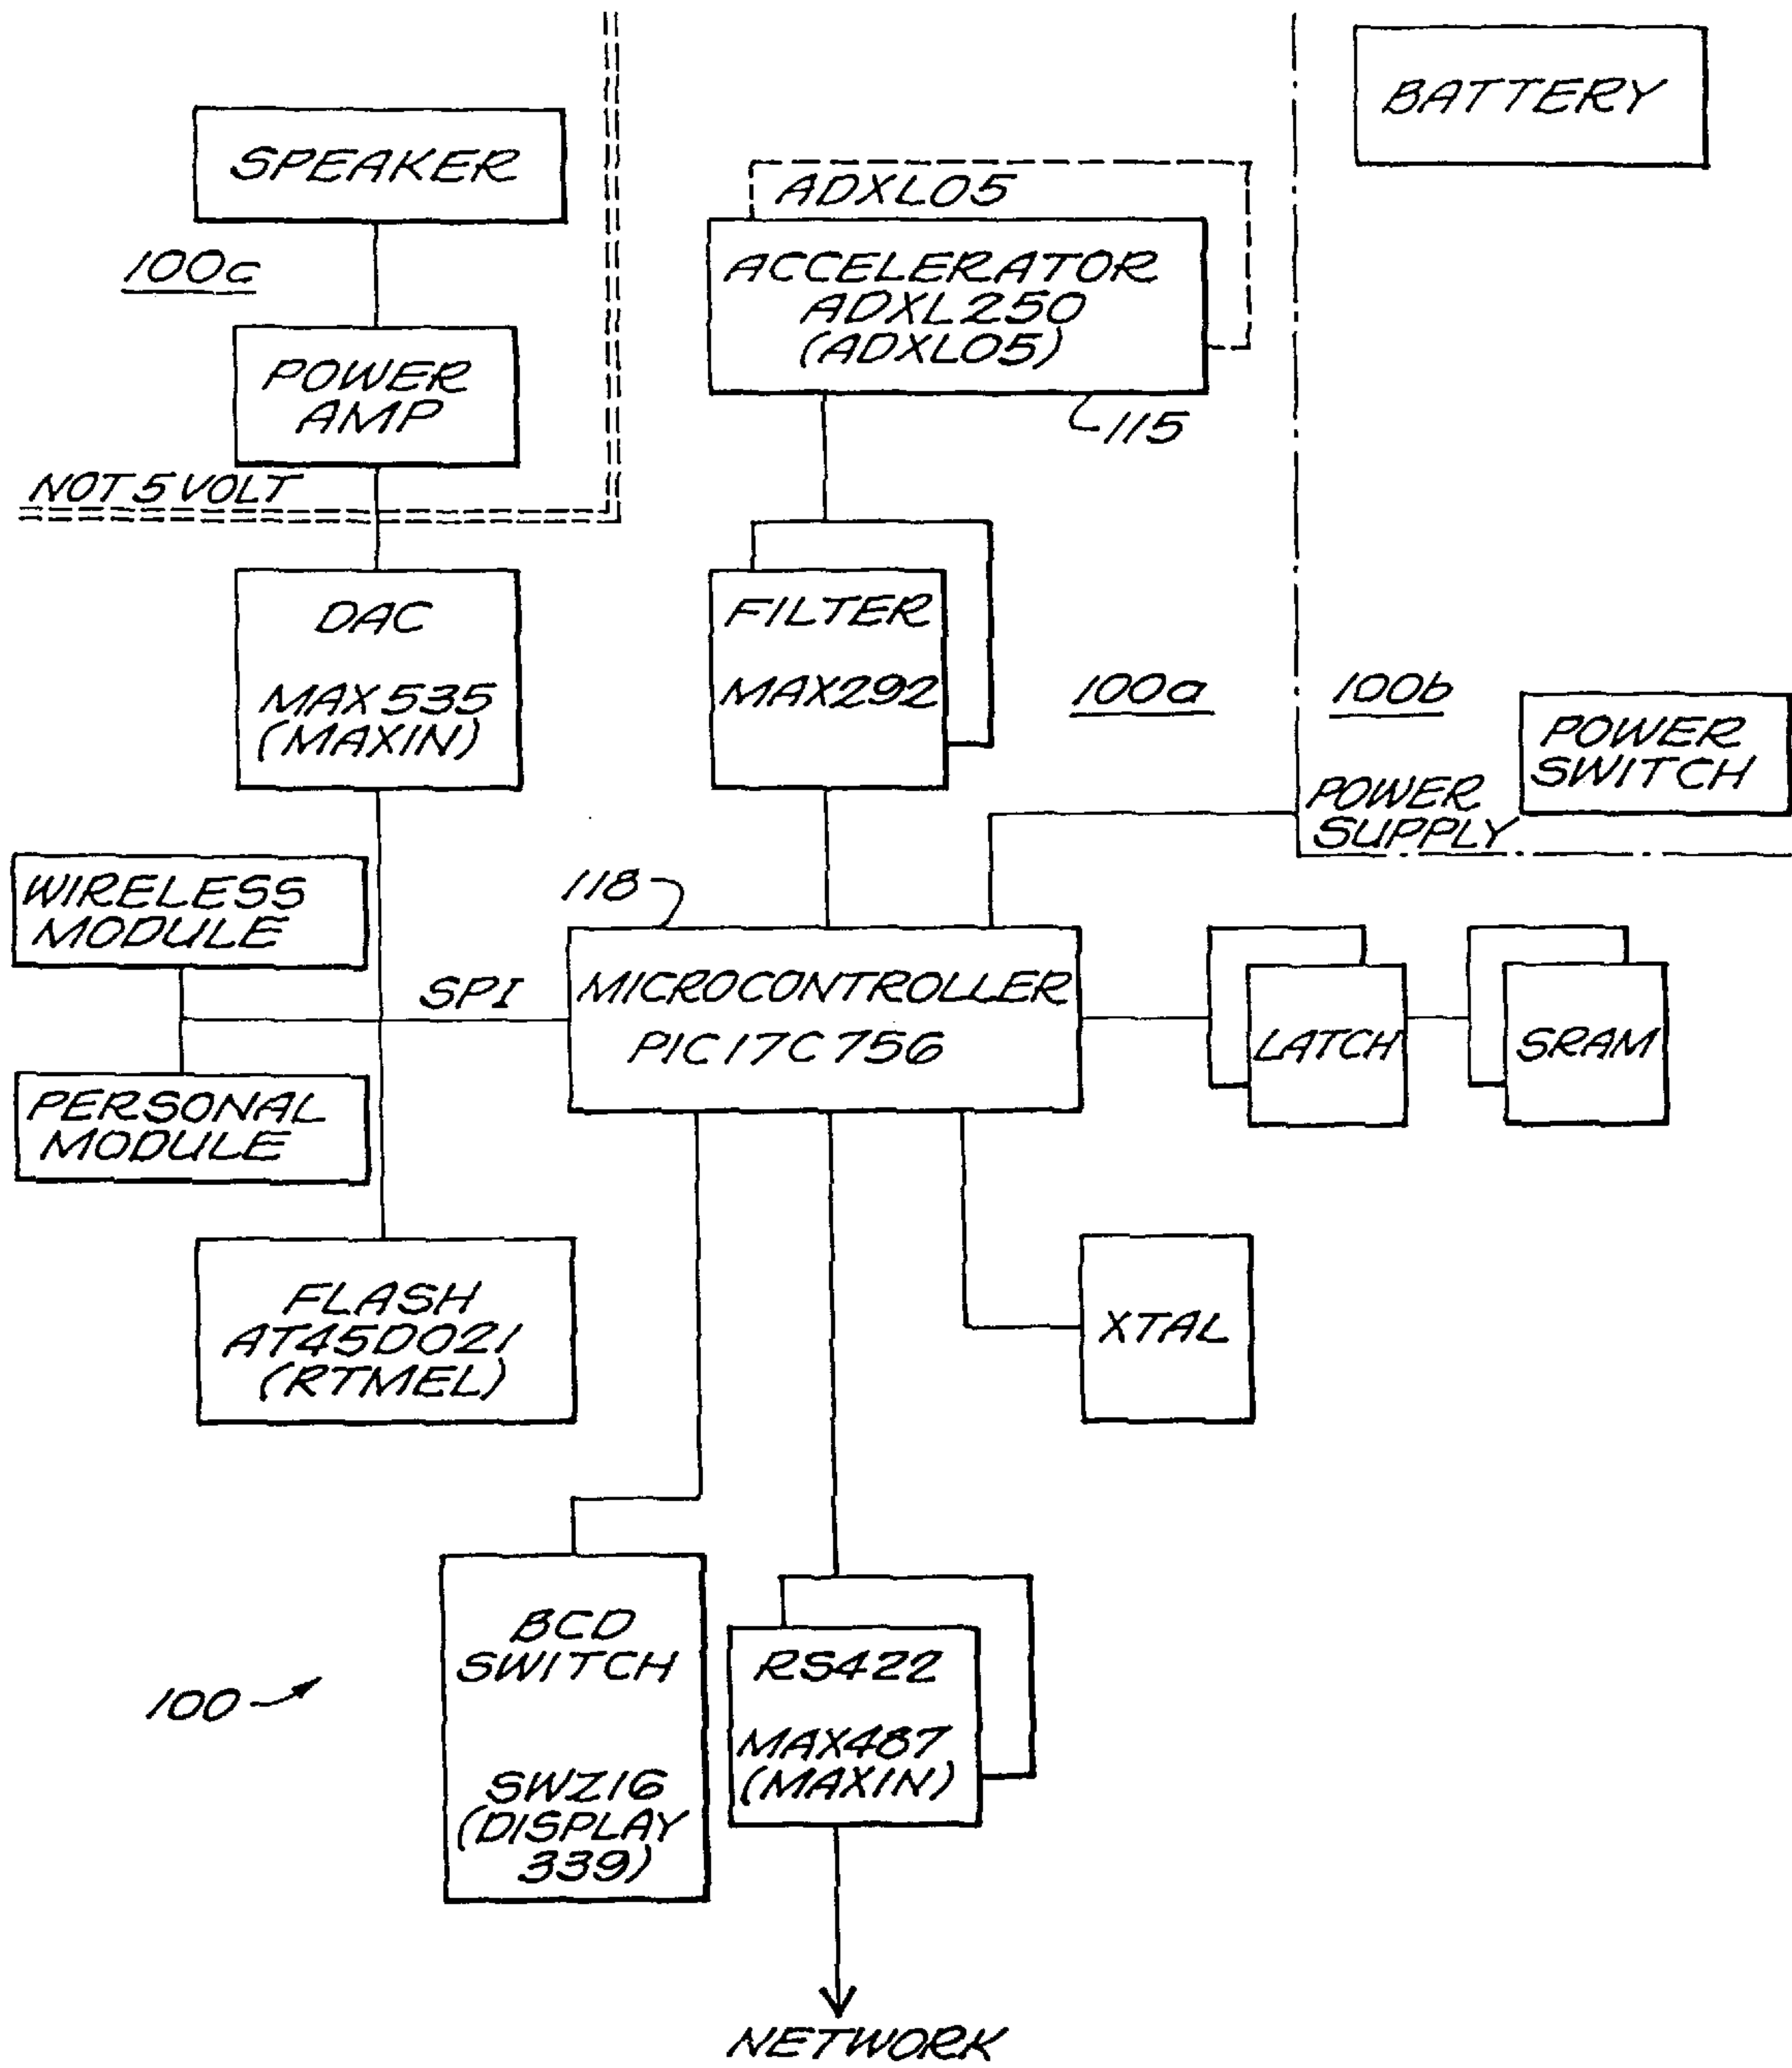 BATTERY
SPEAKER
ADXL05
100c
ACCELERATOR
ADXL250
(ADXL05)
POWER
AMP
115
NOT 5 VOLT
DAC
MAX535
(MAXIN)
FILTER
MAX292
100a
100b
POWER
SWITCH
POWER
SUPPLY
WIRELESS
MODULE
118
SPI
MICROCONTROLLER
PIC17C756
LATCH
SRAM
PERSONAL
MODULE
FLASH
AT45D021
(RTMEL)
XTAL
BCD
SWITCH
SWZ16
(DISPLAY
339)
RS422
MAX487
(MAXIN)
100
NETWORK